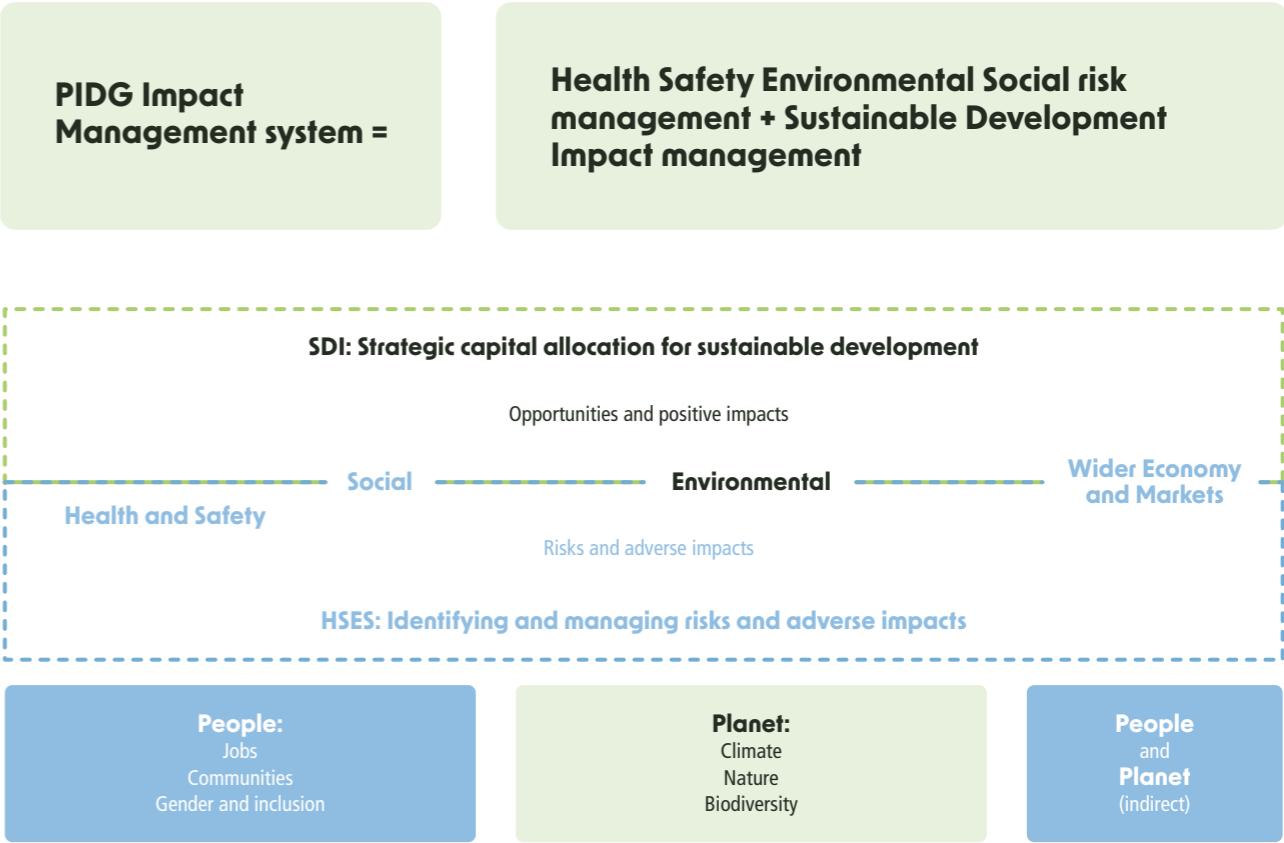 PIDG Impact
Management system =
Health Safety Environmental Social risk
management + Sustainable Development
Impact management
SDI: Strategic capital allocation for sustainable development
Opportunities and positive impacts
Social
Environmental
Wider Economy
and Markets
Health and Safety
Risks and adverse impacts
HSES: Identifying and managing risks and adverse impacts
People:
Jobs
Communities
Gender and inclusion
Planet:
Climate
Nature
Biodiversity
People
and
Planet
(indirect)